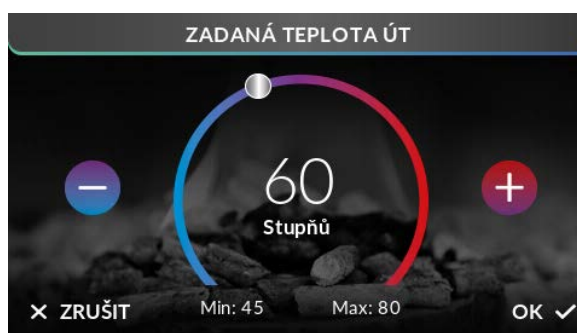 ZADANÁ TEPLOTA ÚT
60
Stupňů
Min: 45 Max: 80
ZRUŠIT OK